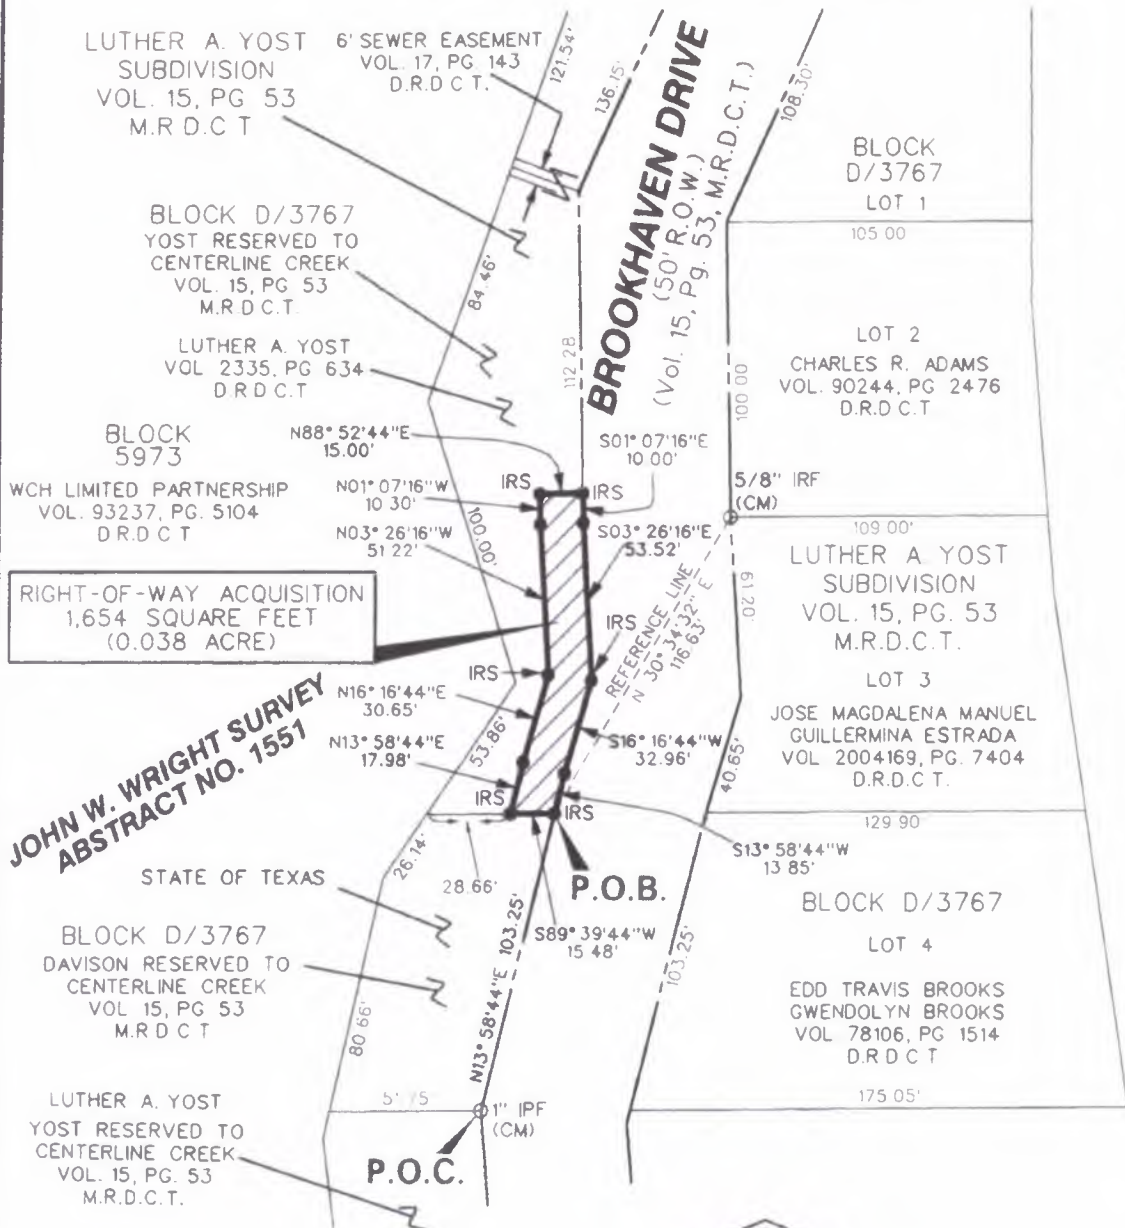 LUTHER A. YOST
SUBDIVISION
VOL. 15, PG 53
M.R D.C T
6' SEWER EASEMENT
VOL. 17, PG. 143
D.R.D C T.
121.54'
136.15'
BROOKHAVEN DRIVE
(50' R.O.W.)
(Vol. 15, Pg. 53, M.R.D.C.T.)
108.30'
BLOCK
D/3767
LOT 1
105 00
BLOCK D/3767
YOST RESERVED TO
CENTERLINE CREEK
VOL. 15, PG 53
M.R.D C.T.
84.46'
LUTHER A. YOST
VOL 2335, PG 634
D.R.D C.T
112.28
LOT 2
CHARLES R. ADAMS
VOL. 90244, PG 2476
D.R.D C.T
100 00
BLOCK
5973
WCH LIMITED PARTNERSHIP
VOL. 93237, PG. 5104
D.R.D C T
N88° 52'44"E
15.00'
S01° 07'16"E
10 00'
IRS
IRS
5/8" IRF
(CM)
N01° 07'16"W
10 30'
109 00'
N03° 26'16"W
51 22'
100.00'
S03° 26'16"E
53.52'
RIGHT-OF-WAY ACQUISITION
1,654 SQUARE FEET
(0.038 ACRE)
REFERENCE LINE
N 30° 34'32" E
116.63'
61.20'
LUTHER A YOST
SUBDIVISION
VOL. 15, PG. 53
M.R.D.C.T.
LOT 3
JOSE MAGDALENA MANUEL
GUILLERMINA ESTRADA
VOL 2004169, PG. 7404
D.R.D.C T.
IRS
IRS
JOHN W. WRIGHT SURVEY
ABSTRACT NO. 1551
N16° 16'44"E
30.65'
53.86'
N13° 58'44"E
17.98'
S16° 16'44"W
32.96'
40.65'
IRS
IRS
129 90
26.14'
S13° 58'44"W
13 85'
STATE OF TEXAS
28.66'
P.O.B.
S89° 39'44"W
15 48'
BLOCK D/3767
LOT 4
EDD TRAVIS BROOKS
GWENDOLYN BROOKS
VOL 78106, PG 1514
D.R D C T
BLOCK D/3767
DAVISON RESERVED TO
CENTERLINE CREEK
VOL 15, PG 53
M.R D C T
80 66'
N13° 58'44"E 103.25'
103.25'
175 05'
1" IPF
(CM)
P.O.C.
LUTHER A. YOST
YOST RESERVED TO
CENTERLINE CREEK
VOL. 15, PG. 53
M.R.D.C.T.